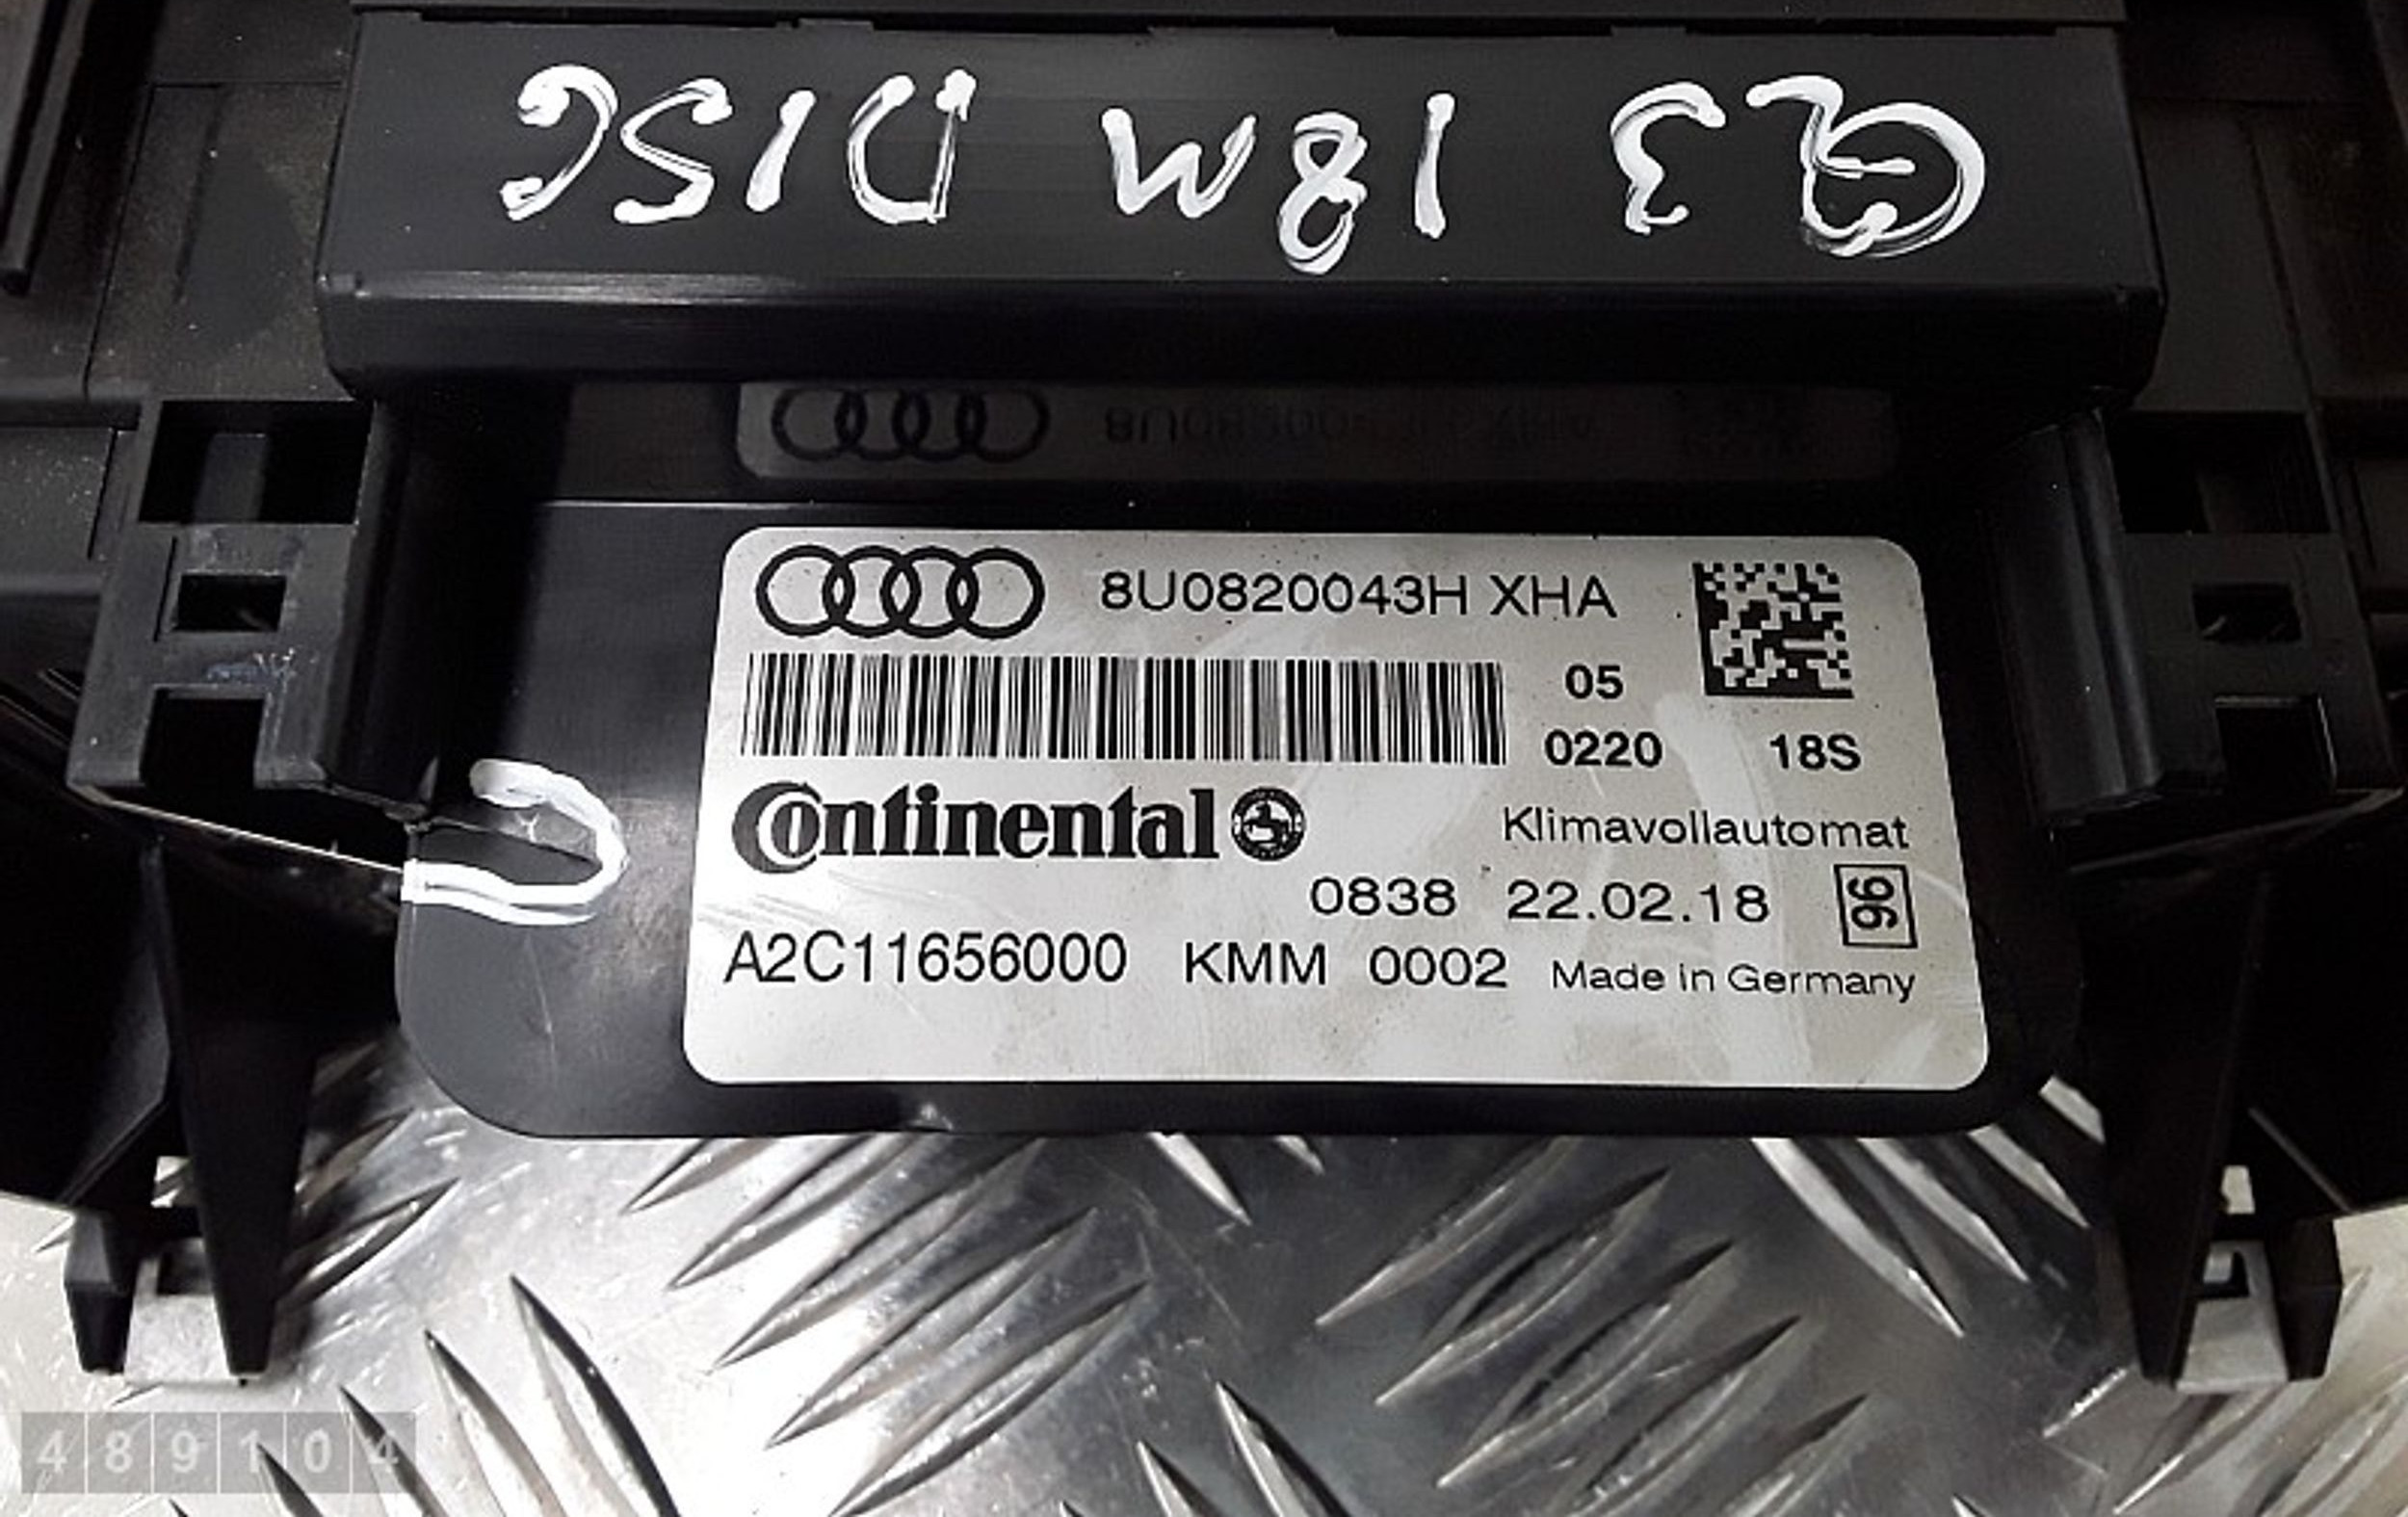 Q3 18M DISC
8U0820043H XHA
05
0220 18S
Continental
Klimavollautomat
0838 22.02.18 96
A2C11656000 KMM 0002 Made in Germany
489104